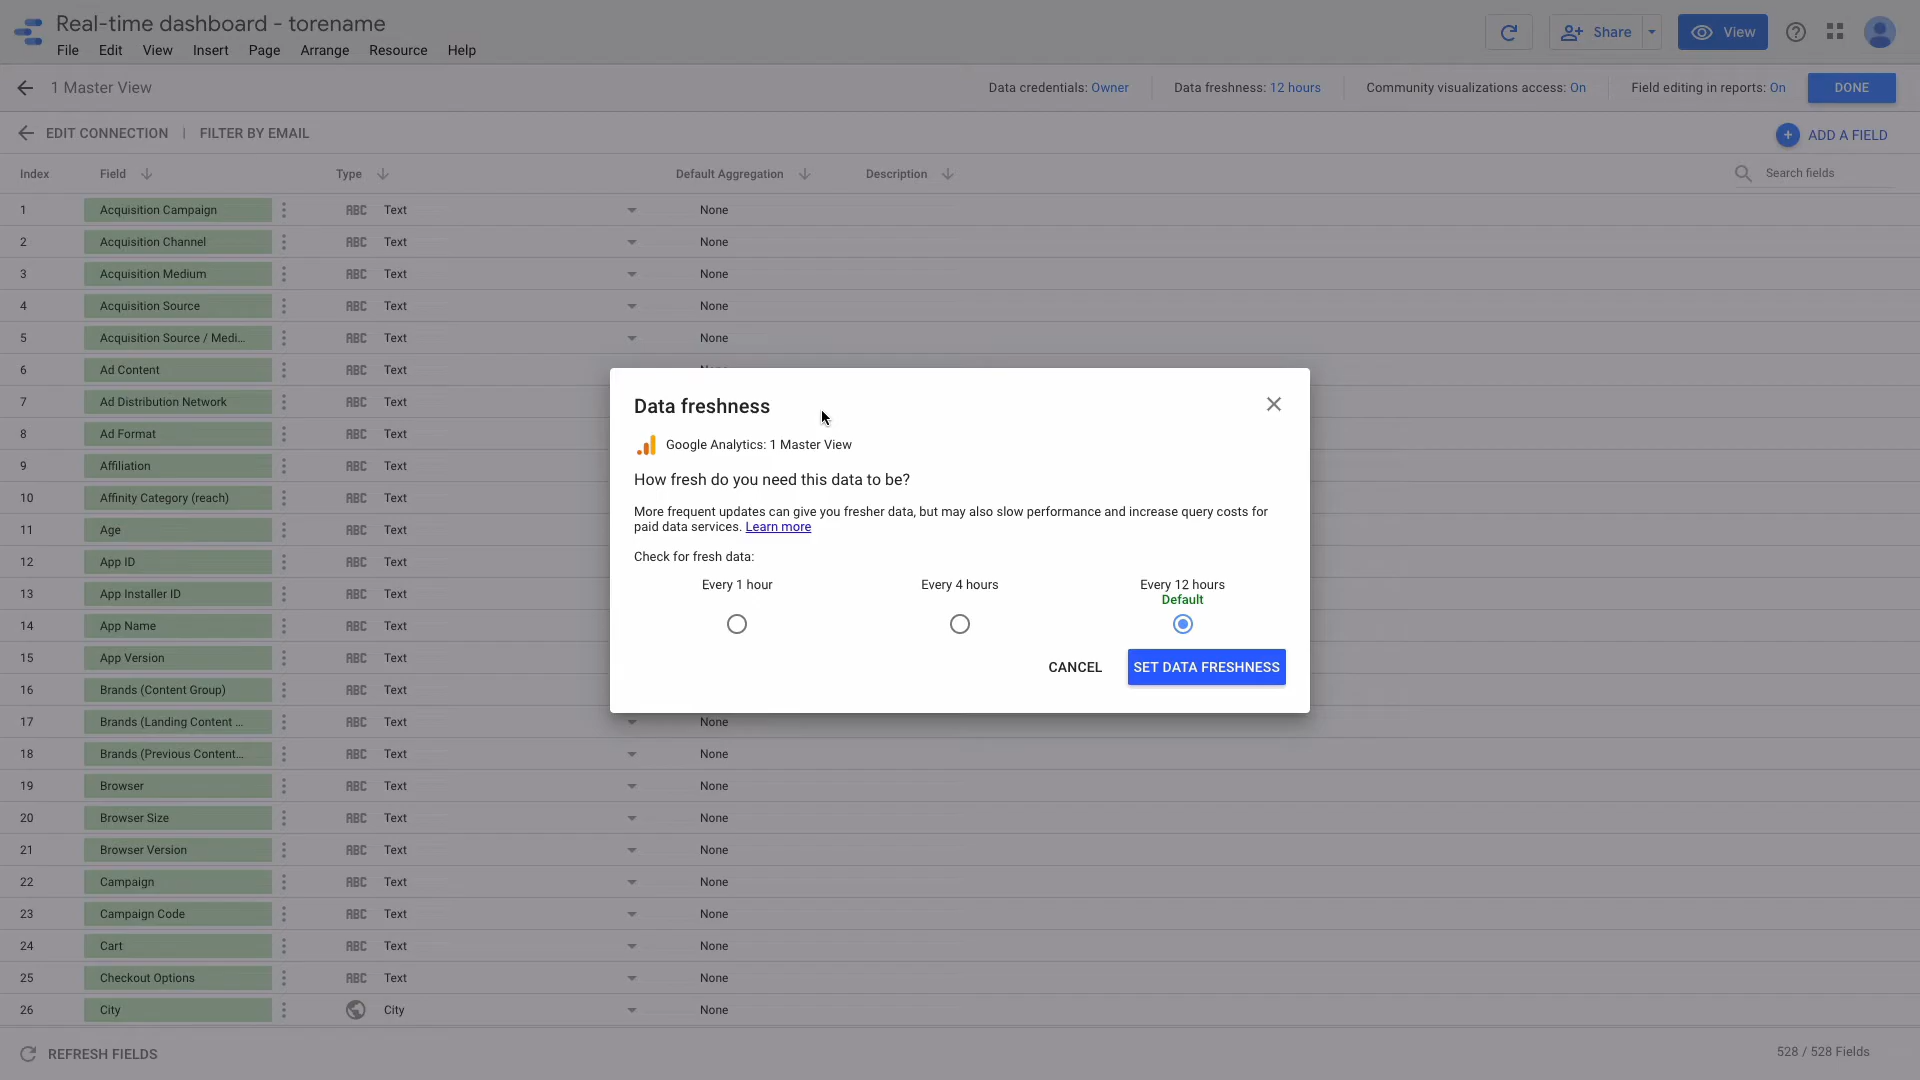 Real-time dashboard - torename
File Edit View Insert Page Arrange Resource Help
Share View
1 Master View
Data credentials: Owner Data freshness: 12 hours Community visualizations access: On Field editing in reports: On DONE
EDIT CONNECTION | FILTER BY EMAIL
ADD A FIELD
Index Field Type Default Aggregation Description Search fields
1 Acquisition Campaign ABC Text None
2 Acquisition Channel ABC Text None
3 Acquisition Medium ABC Text None
4 Acquisition Source ABC Text None
5 Acquisition Source / Medi... ABC Text None
6 Ad Content ABC Text
7 Ad Distribution Network ABC Text
8 Ad Format ABC Text
9 Affiliation ABC Text
10 Affinity Category (reach) ABC Text
11 Age ABC Text
12 App ID ABC Text
13 App Installer ID ABC Text
14 App Name ABC Text
15 App Version ABC Text
16 Brands (Content Group) ABC Text
17 Brands (Landing Content ... ABC Text None
18 Brands (Previous Content... ABC Text None
19 Browser ABC Text None
20 Browser Size ABC Text None
21 Browser Version ABC Text None
22 Campaign ABC Text None
23 Campaign Code ABC Text None
24 Cart ABC Text None
25 Checkout Options ABC Text None
26 City City None
Data freshness
Google Analytics: 1 Master View
How fresh do you need this data to be?
More frequent updates can give you fresher data, but may also slow performance and increase query costs for
paid data services. Learn more
Check for fresh data:
Every 1 hour Every 4 hours Every 12 hours
Default
CANCEL SET DATA FRESHNESS
REFRESH FIELDS
528 / 528 Fields